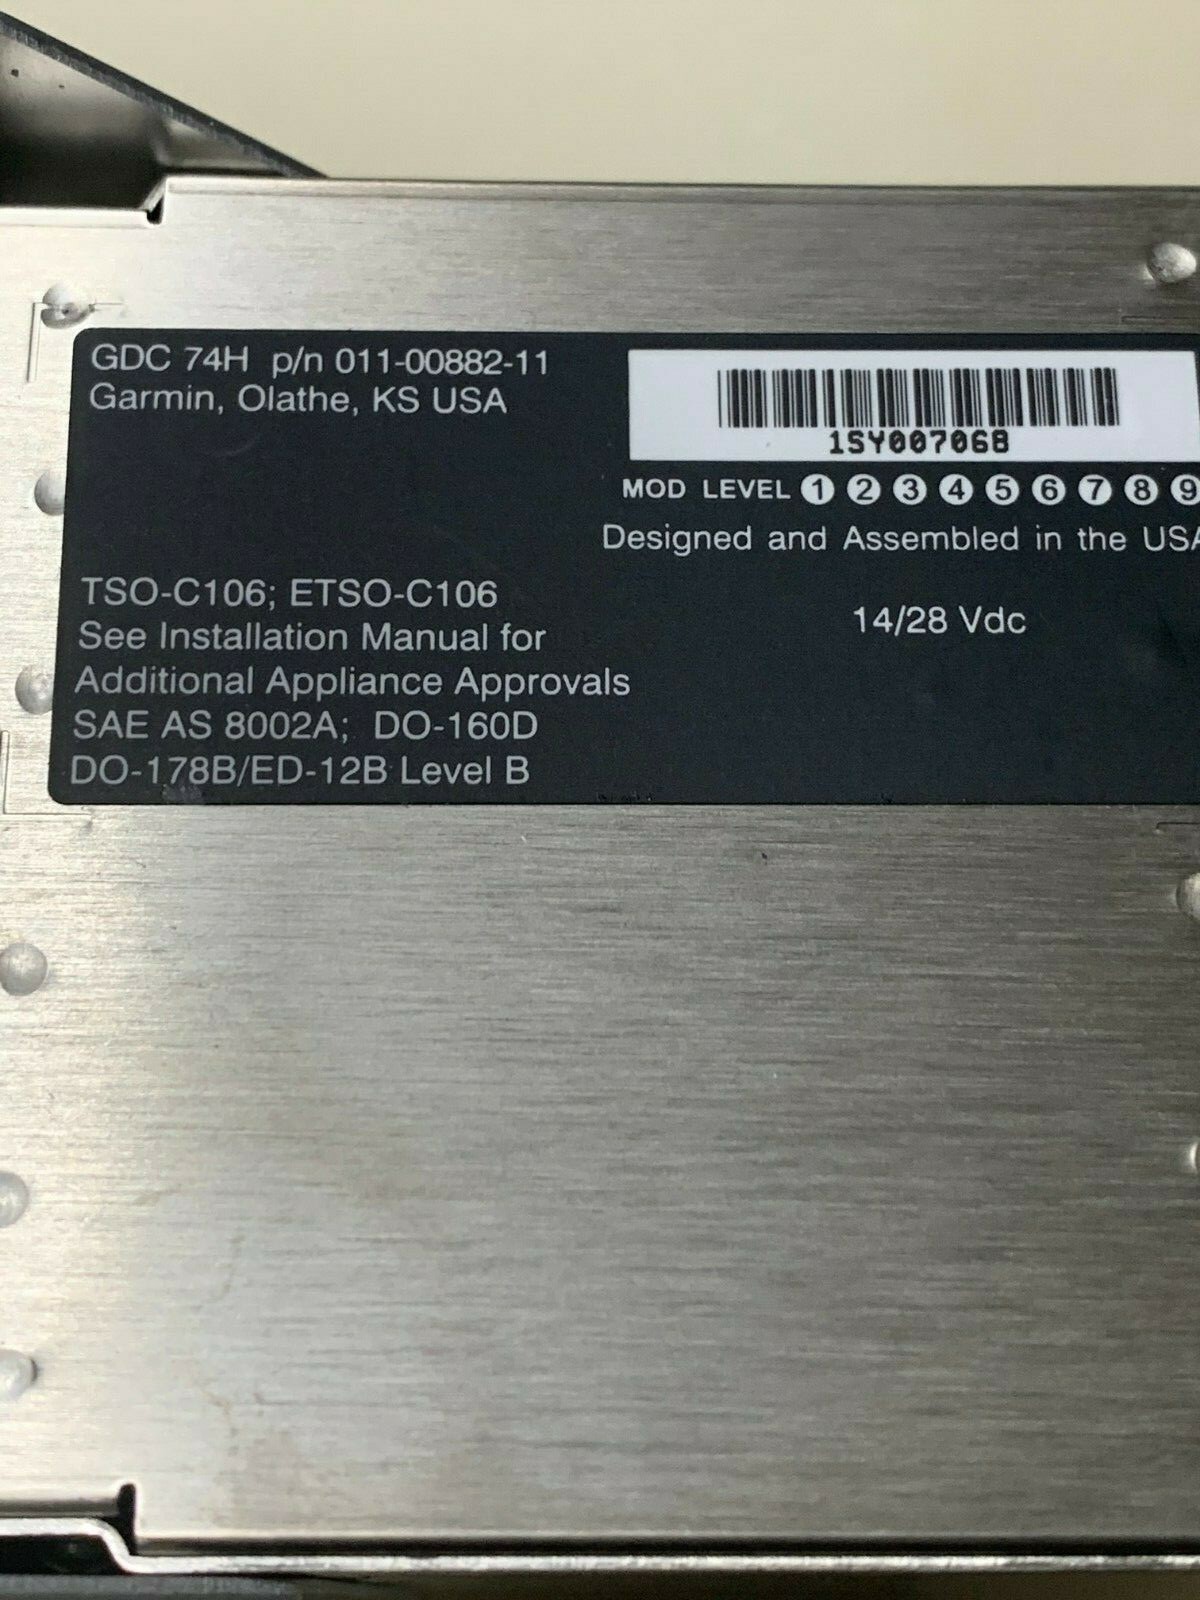 GDC 74H p/n 011-00882-11
Garmin, Olathe, KS USA
1SY007068
MOD LEVEL 1 2 3 4 5 6 7 8 9
Designed and Assembled in the USA
TSO-C106; ETSO-C106
See Installation Manual for
Additional Appliance Approvals
SAE AS 8002A; DO-160D
DO-178B/ED-12B Level B
14/28 Vdc